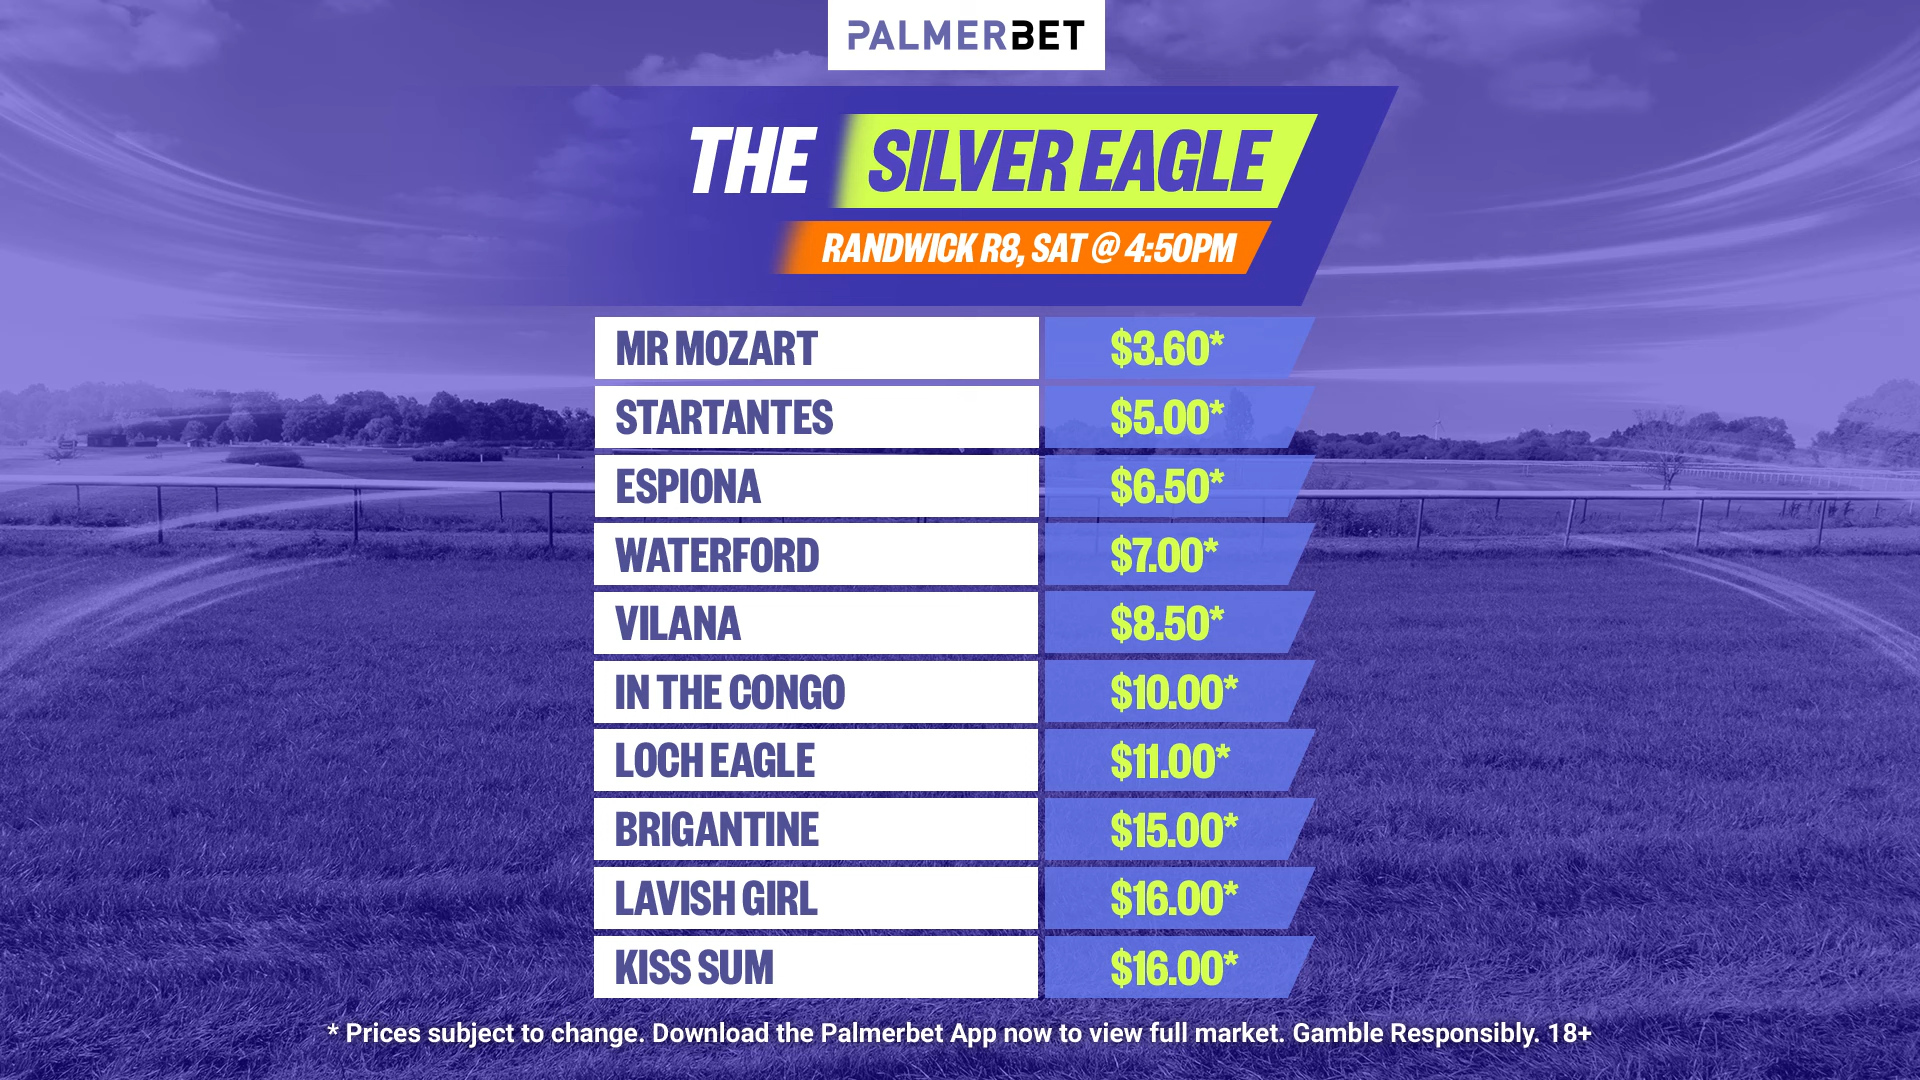 PALMERBET
THE SILVER EAGLE
RANDWICK R8, SAT @ 4:50PM
MR MOZART $3.60*
STARTANTES $5.00*
ESPIONA $6.50*
WATERFORD $7.00*
VILANA $8.50*
IN THE CONGO $10.00*
LOCH EAGLE $11.00*
BRIGANTINE $15.00*
LAVISH GIRL $16.00*
KISS SUM $16.00*
* Prices subject to change. Download the Palmerbet App now to view full market. Gamble Responsibly. 18+